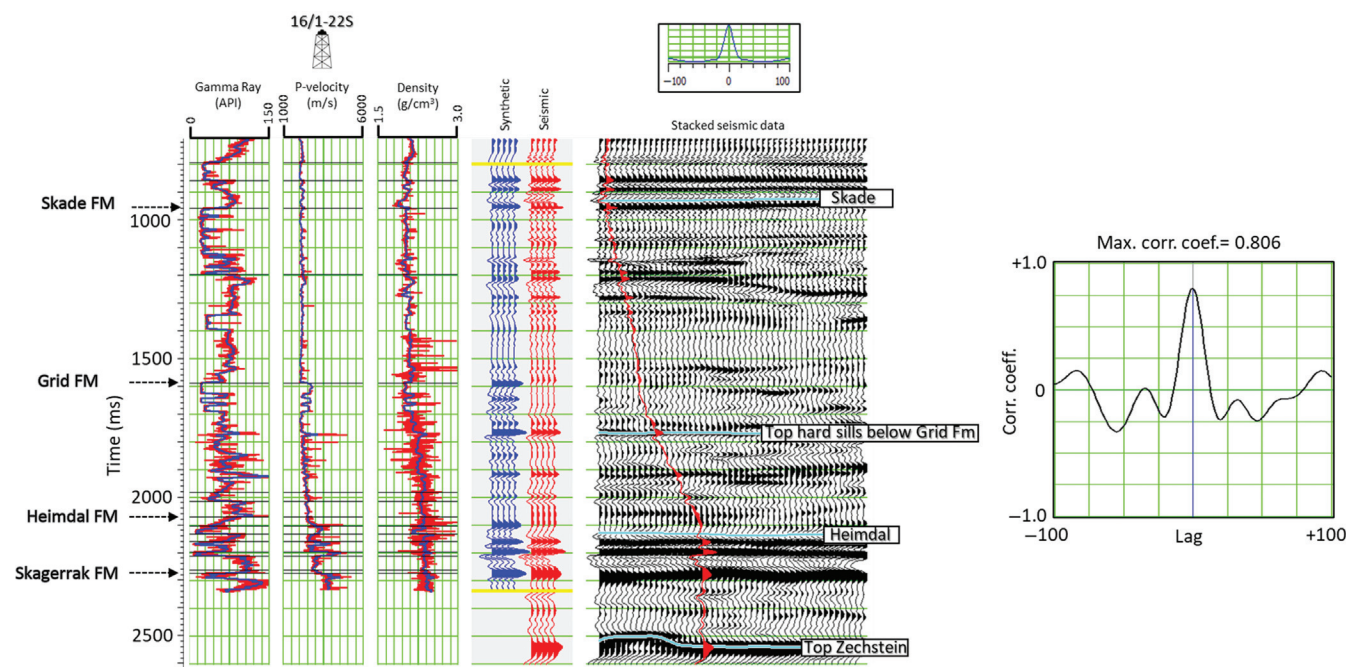 16/1-22S
Gamma Ray
(API)
0
150
P-velocity
(m/s)
1000
6000
Density
(g/cm³)
1.5
3.0
Synthetic
Seismic
−100
0
100
Stacked seismic data
Skade FM
1000
Skade
1500
Grid FM
Time (ms)
Top hard sills below Grid Fm
2000
Heimdal FM
Heimdal
Skagerrak FM
2500
Top Zechstein
Max. corr. coef.= 0.806
+1.0
Corr. coeff.
0
−1.0
−100
Lag
+100